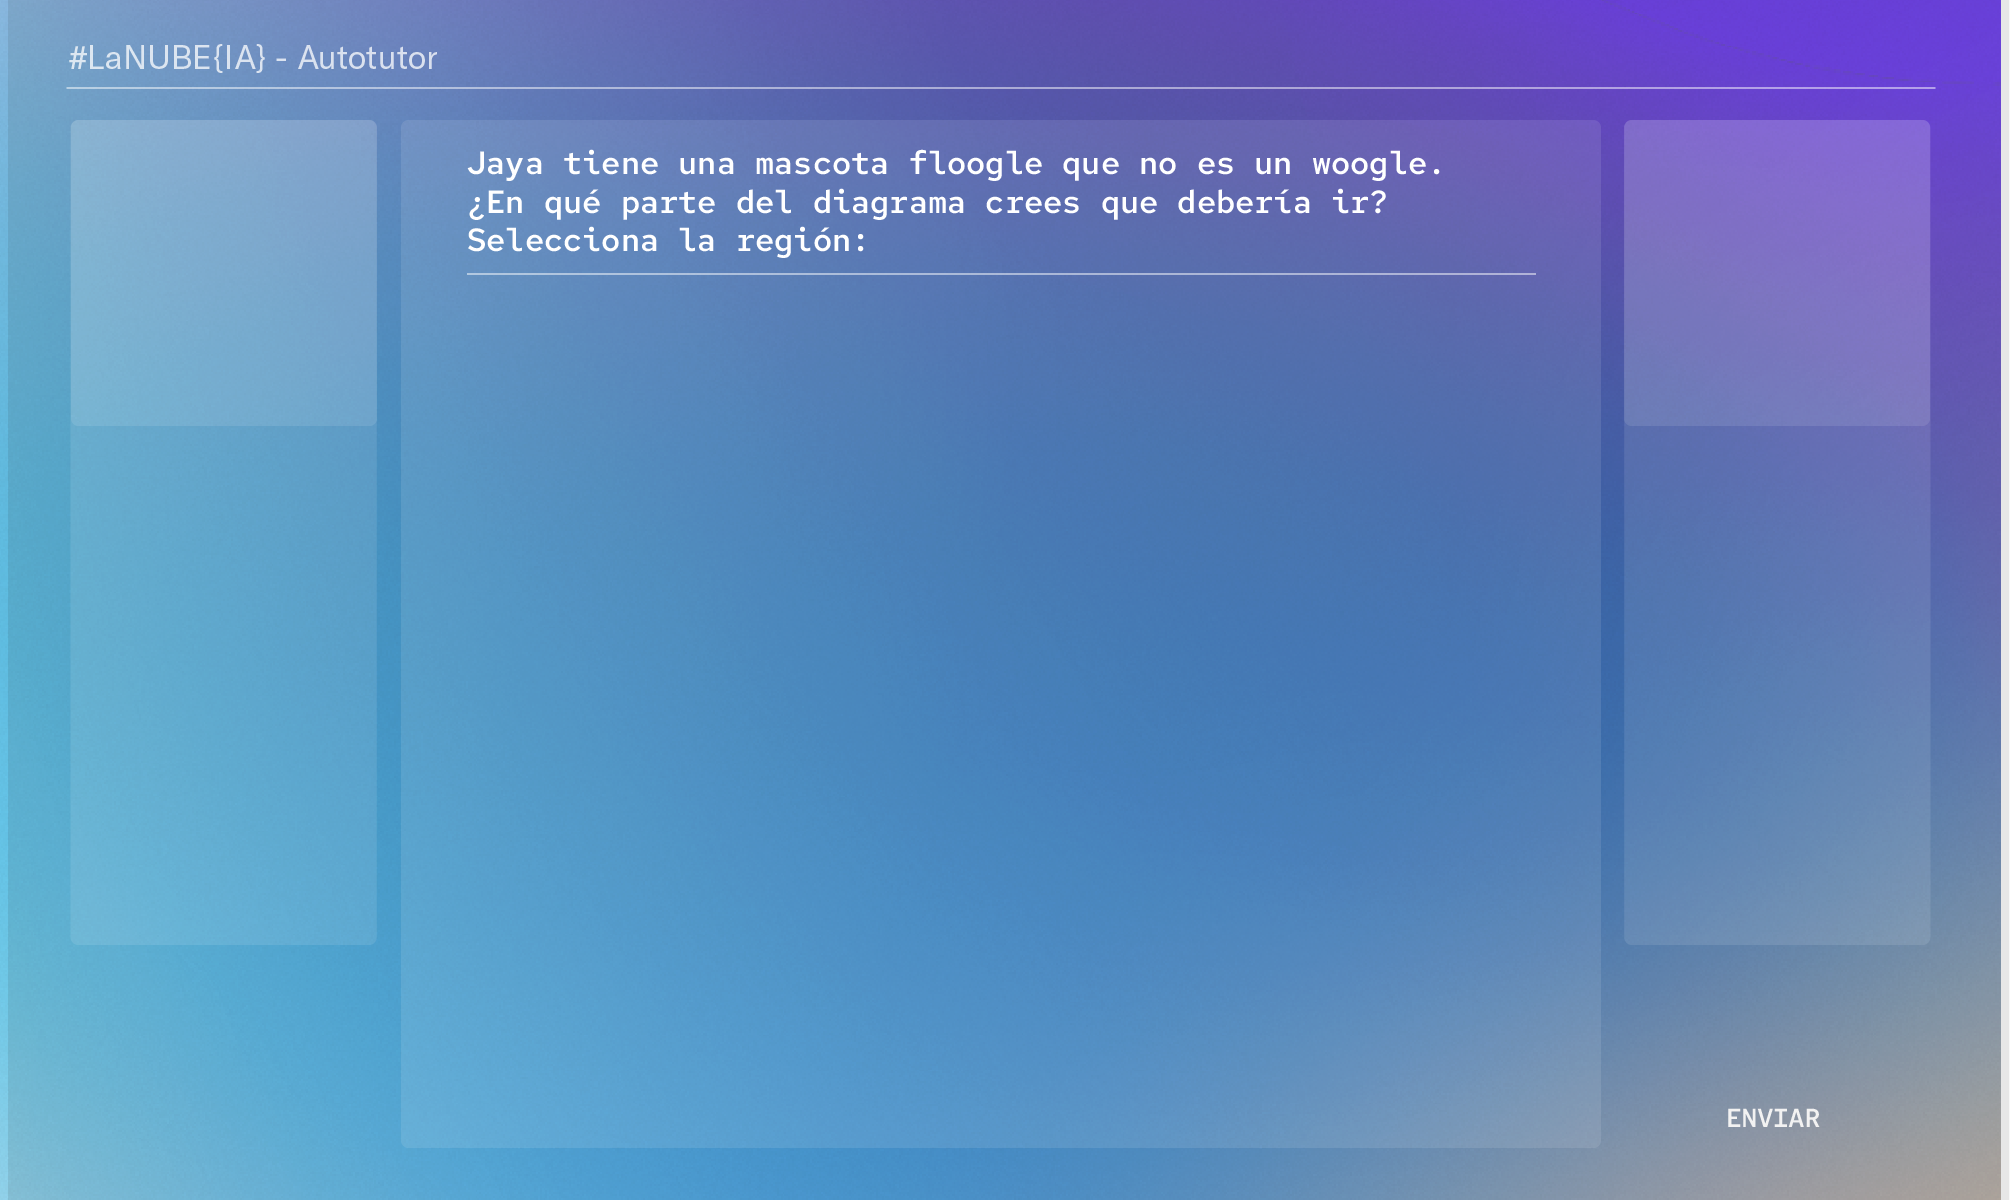 #LaNUBE{IA} - Autotutor
Jaya tiene una mascota floogle que no es un woogle.
¿En qué parte del diagrama crees que debería ir?
Selecciona la región:
ENVIAR